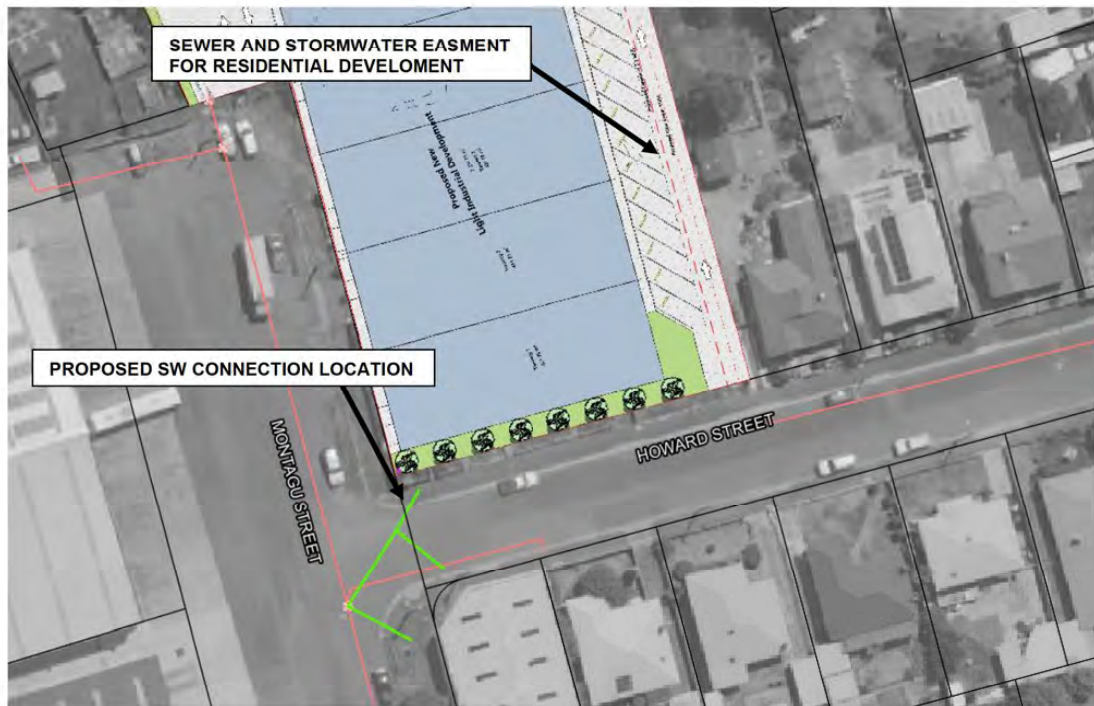 SEWER AND STORMWATER EASMENT
FOR RESIDENTIAL DEVELOMENT
Proposed New
Light Industrial Development
PROPOSED SW CONNECTION LOCATION
MONTAGU STREET
HOWARD STREET